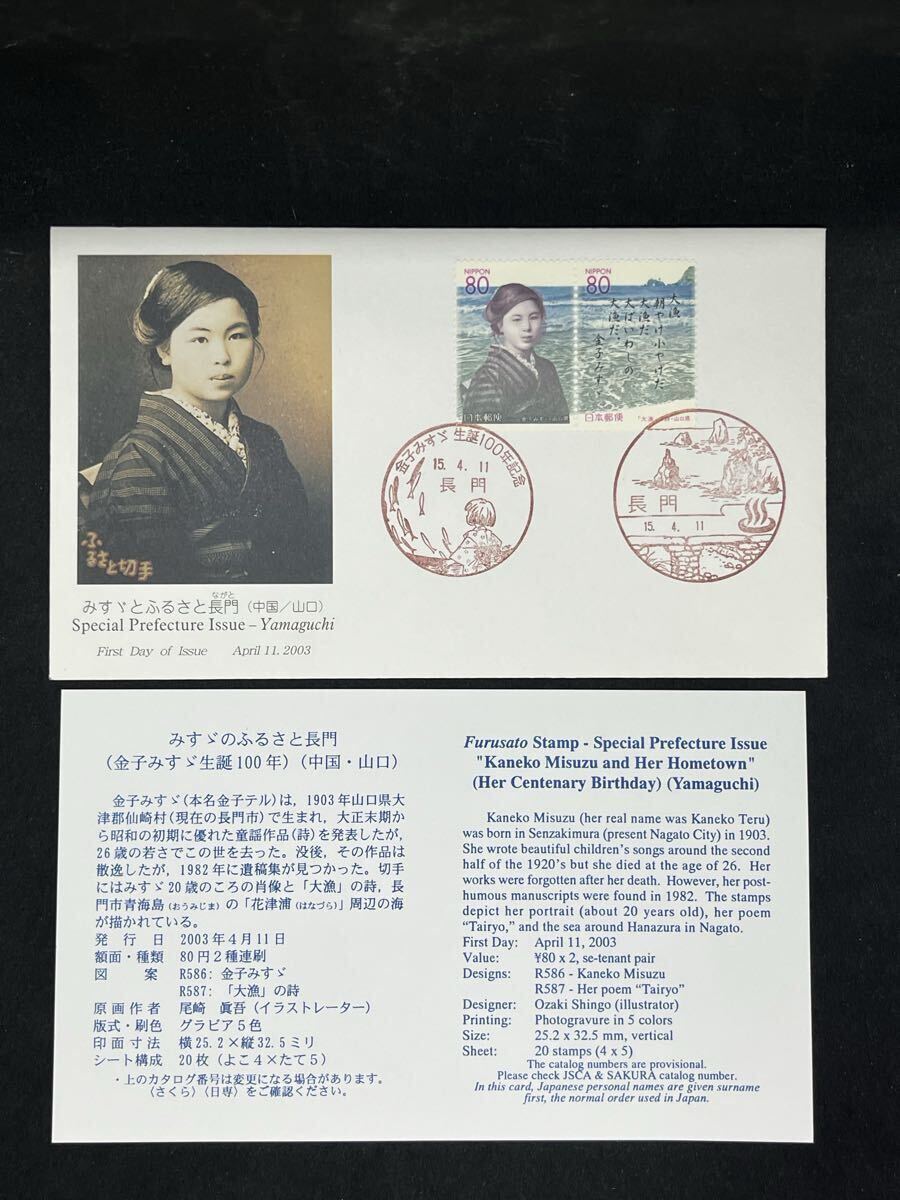 ふるさと切手
みすゞとふるさと長門(中国/山口)
ながと
Special Prefecture Issue – Yamaguchi
First Day of Issue April 11. 2003
NIPPON
80
日本郵便
NIPPON
80
大漁
朝やけ小やけだ
大漁だ
大ばいわしの
大漁だ。
金子みすゞ
日本郵便
金子みすゞ 生誕100年記念
15. 4. 11
長門
長門
15. 4. 11
みすゞのふるさと長門
(金子みすゞ生誕100年)(中国・山口)
金子みすゞ(本名金子テル)は,1903年山口県大
津郡仙崎村(現在の長門市)で生まれ,大正末期か
ら昭和の初期に優れた童謡作品(詩)を発表したが,
26歳の若さでこの世を去った。没後,その作品は
散逸したが,1982年に遺稿集が見つかった。切手
にはみすゞ20歳のころの肖像と「大漁」の詩,長
門市青海島(おうみじま)の「花津浦(はなづら)」周辺の海
が描かれている。
発行日 2003年4月11日
額面・種類 80円2種連刷
図案 R586: 金子みすゞ
R587: 「大漁」の詩
原画作者 尾崎 眞吾(イラストレーター)
版式・刷色 グラビア5色
印面寸法 横25.2×縦32.5ミリ
シート構成 20枚(よこ4×たて5)
・上のカタログ番号は変更になる場合があります。
〈さくら〉〈日専〉をご確認ください。
Furusato Stamp - Special Prefecture Issue
"Kaneko Misuzu and Her Hometown"
(Her Centenary Birthday) (Yamaguchi)
Kaneko Misuzu (her real name was Kaneko Teru)
was born in Senzakimura (present Nagato City) in 1903.
She wrote beautiful children's songs around the second
half of the 1920's but she died at the age of 26. Her
works were forgotten after her death. However, her post-
humous manuscripts were found in 1982. The stamps
depict her portrait (about 20 years old), her poem
“Tairyo,” and the sea around Hanazura in Nagato.
First Day: April 11, 2003
Value: ¥80 x 2, se-tenant pair
Designs: R586 - Kaneko Misuzu
R587 - Her poem “Tairyo”
Designer: Ozaki Shingo (illustrator)
Printing: Photogravure in 5 colors
Size: 25.2 x 32.5 mm, vertical
Sheet: 20 stamps (4 x 5)
The catalog numbers are provisional.
Please check JSCA & SAKURA catalog number.
In this card, Japanese personal names are given surname
first, the normal order used in Japan.